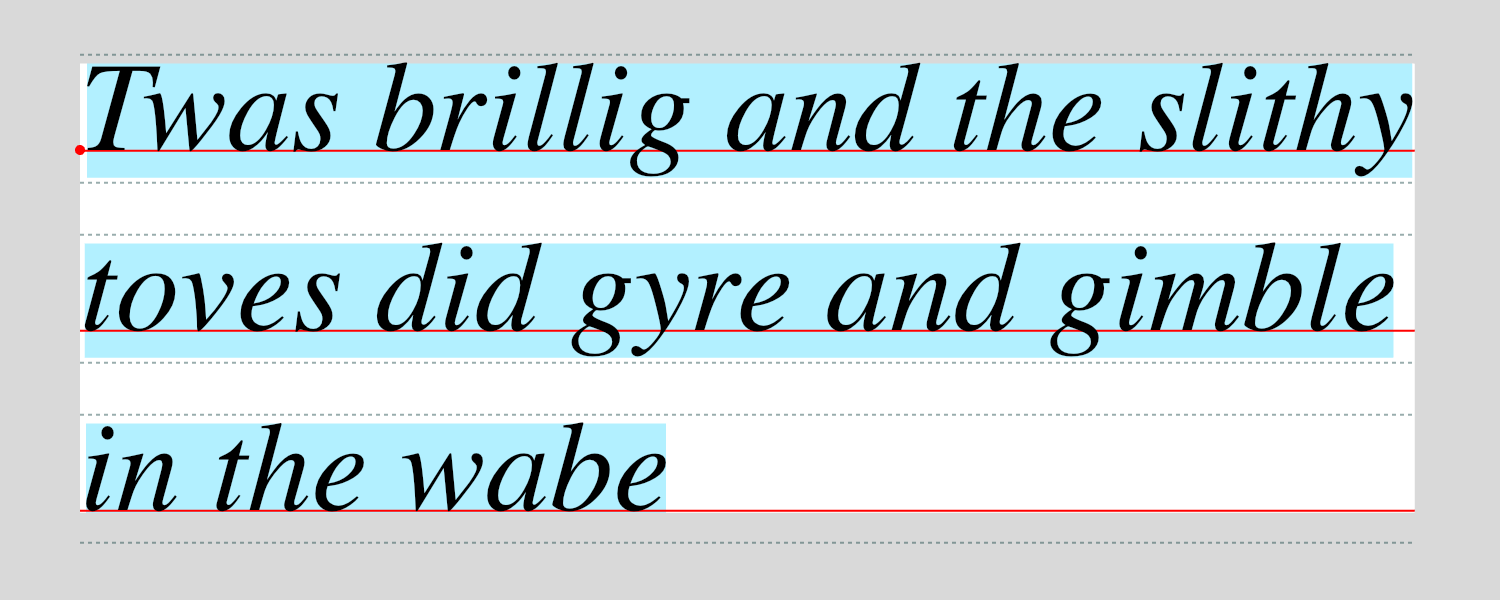 Twas brillig and the slithy
toves did gyre and gimble
in the wabe